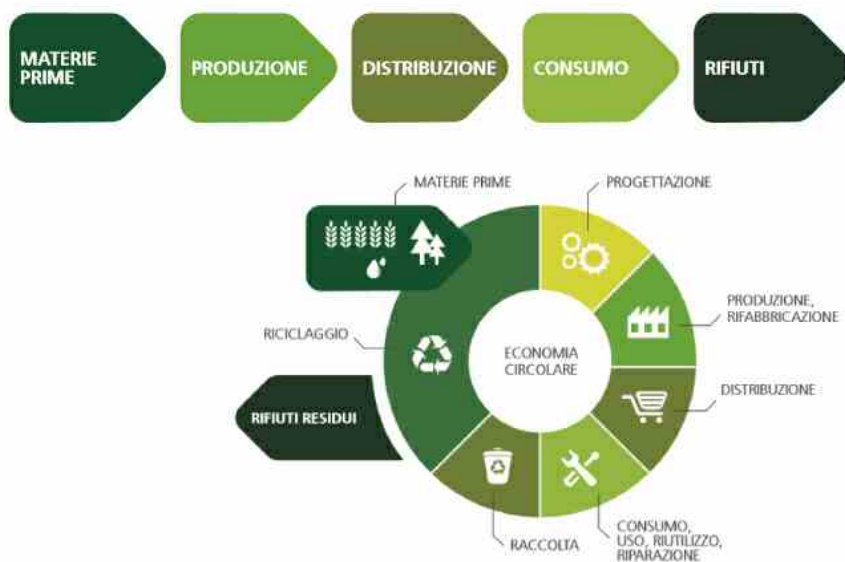 MATERIE
PRIME
PRODUZIONE
DISTRIBUZIONE
CONSUMO
RIFIUTI
MATERIE PRIME
PROGETTAZIONE
PRODUZIONE,
RIFABBRICAZIONE
RICICLAGGIO
ECONOMIA
CIRCOLARE
DISTRIBUZIONE
RIFIUTI RESIDUI
RACCOLTA
CONSUMO,
USO, RIUTILIZZO,
RIPARAZIONE